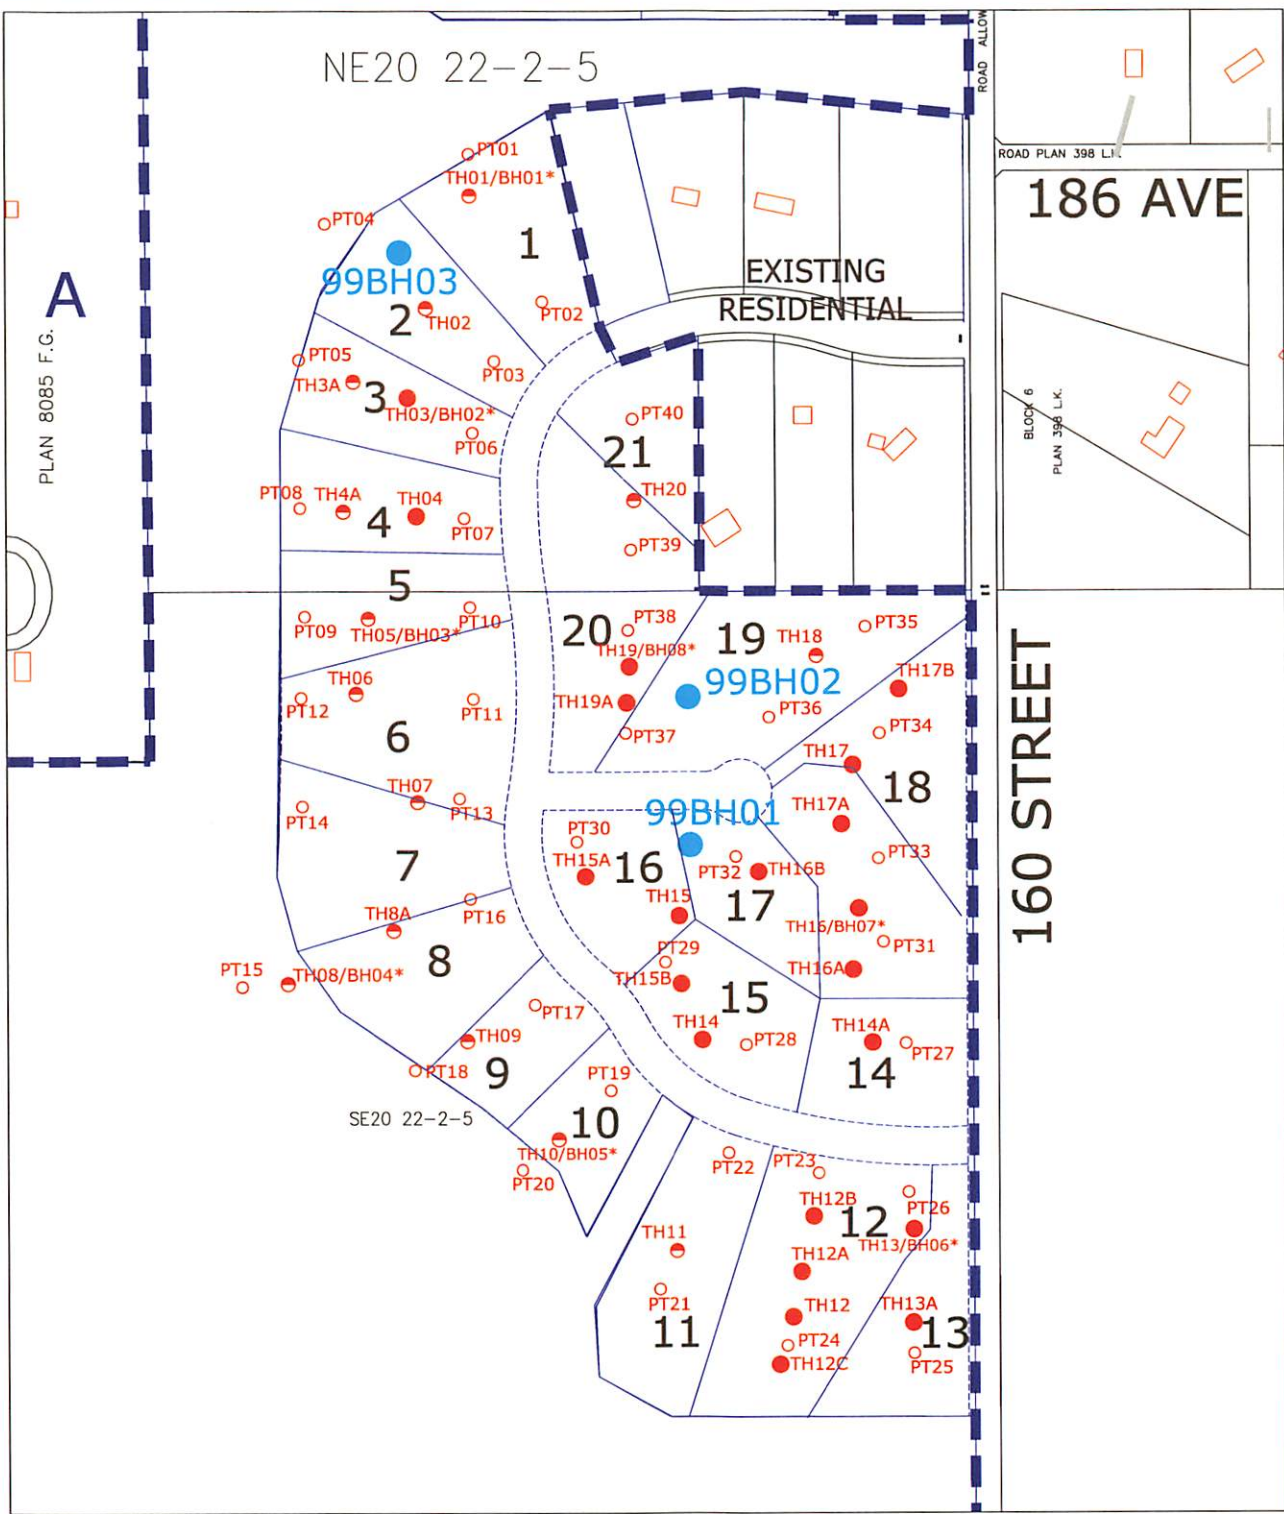 NE20 22-2-5
ROAD ALLOW
ROAD PLAN 398 L.K.
186 AVE
PT01
TH01/BH01*
PT04
1
99BH03
2
TH02
PT02
EXISTING
RESIDENTIAL
A
PLAN 8085 F.G.
PT05
TH3A
3
TH03/BH02*
PT03
PT06
PT40
21
BLOCK 6
PLAN 398 L.K.
PT08
TH4A
TH04
4
PT07
TH20
PT39
5
PT09
TH05/BH03*
PT10
20
PT38
TH19/BH08*
19
TH18
PT35
TH06
PT12
PT11
TH19A
99BH02
TH17B
PT36
PT34
6
PT37
TH17
18
TH07
PT13
PT14
99BH01
TH17A
PT30
TH15A
16
PT32
TH16B
PT33
7
TH15
17
TH16/BH07*
TH8A
PT16
PT31
8
PT29
TH16A
PT15
TH08/BH04*
TH15B
15
160 STREET
PT17
TH09
TH14
PT28
TH14A
PT27
PT18
9
14
PT19
SE20 22-2-5
10
TH10/BH05*
PT20
PT22
PT23
TH12B
12
PT26
TH13/BH06*
TH11
TH12A
PT21
TH12
TH13A
11
PT24
13
TH12C
PT25